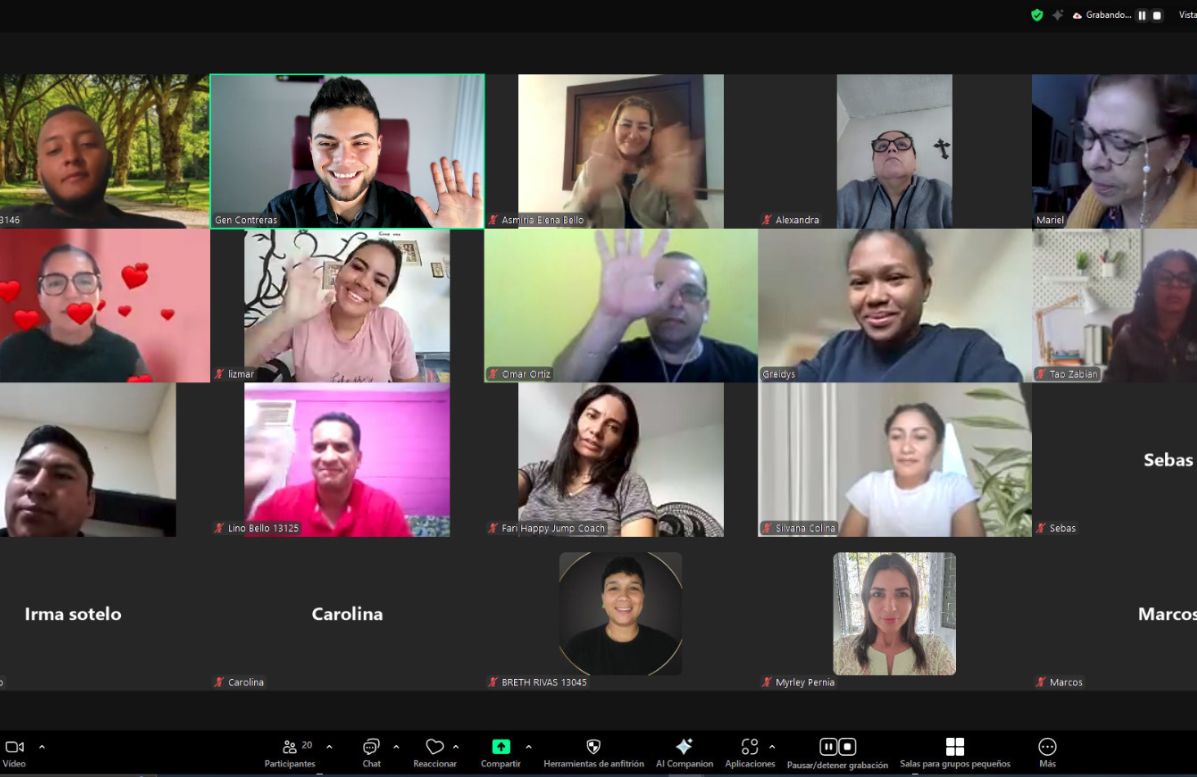 Grabando...
Vista
3146
Gen Contreras
Asmiria Elena Bello
Alexandra
Mariel
lizmar
Omar Ortiz
Greidys
Tao Zabian
Lino Bello 13125
Fari Happy Jump Coach
Silvana Colina
Sebas
Sebas
Irma sotelo
Carolina
Marcos
o
Carolina
BRETH RIVAS 13045
Myrley Pernia
Marcos
20
Vídeo
Participantes
Chat
Reaccionar
Compartir
Herramientas de anfitrión
AI Companion
Aplicaciones
Pausar/detener grabación
Salas para grupos pequeños
Más